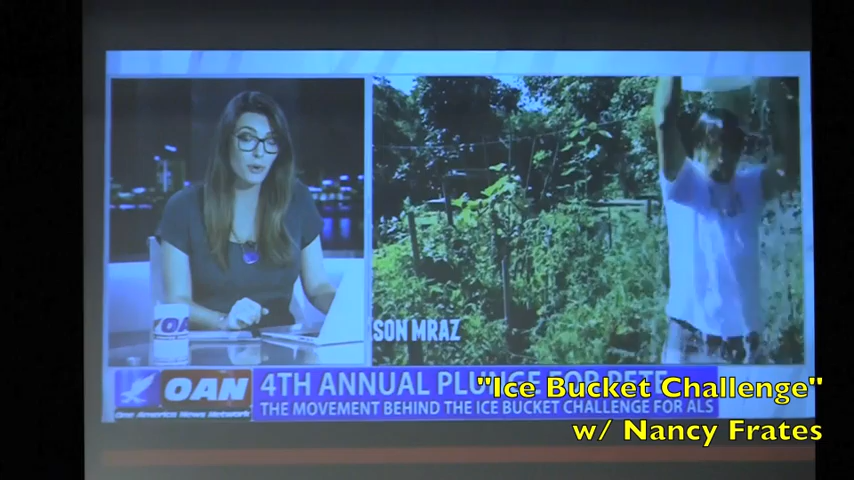 OA
SON MRAZ
OAN
One America News Network
4TH ANNUAL PLUNGE FOR PETE
THE MOVEMENT BEHIND THE ICE BUCKET CHALLENGE FOR ALS
"Ice Bucket Challenge"
w/ Nancy Frates